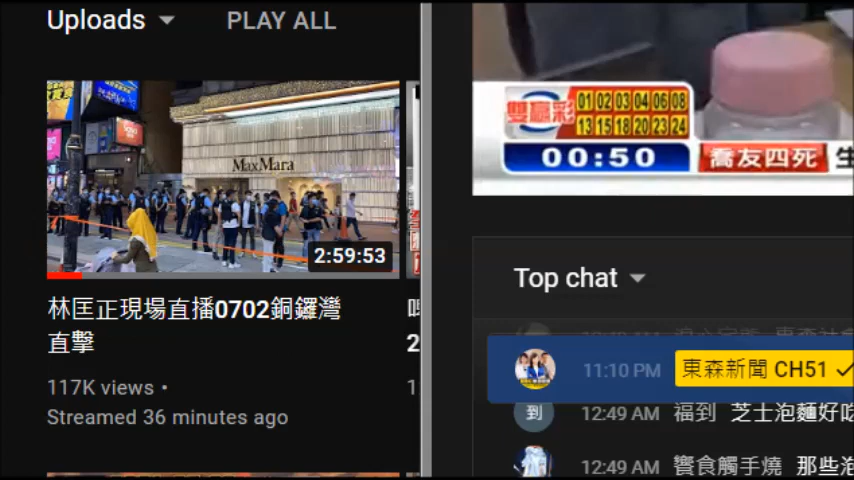 Uploads
PLAY ALL
MaxMara
2:59:53
林匡正現場直播0702銅鑼灣
直擊
117K views •
Streamed 36 minutes ago
雙贏彩
01 02 03 04 06 08
13 15 18 20 23 24
00:50
喬友四死
Top chat
11:10 PM 東森新聞 CH51
到 12:49 AM 福到 芝士泡麵好吃
12:49 AM 饗食觸手燒 那些泡